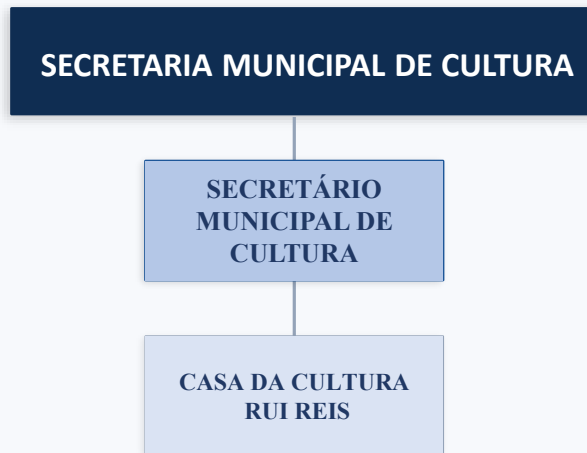 SECRETARIA MUNICIPAL DE CULTURA
SECRETÁRIO
MUNICIPAL DE
CULTURA
CASA DA CULTURA
RUI REIS